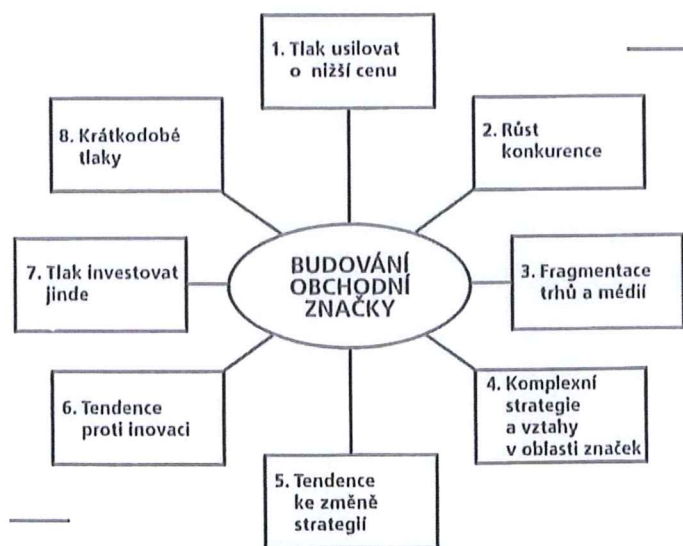 1. Tlak usilovat
o nižší cenu
2. Růst
konkurence
3. Fragmentace
trhů a médií
4. Komplexní
strategie
a vztahy
v oblasti značek
5. Tendence
ke změně
strategií
6. Tendence
proti inovaci
7. Tlak investovat
jinde
8. Krátkodobé
tlaky
BUDOVÁNÍ
OBCHODNÍ
ZNAČKY